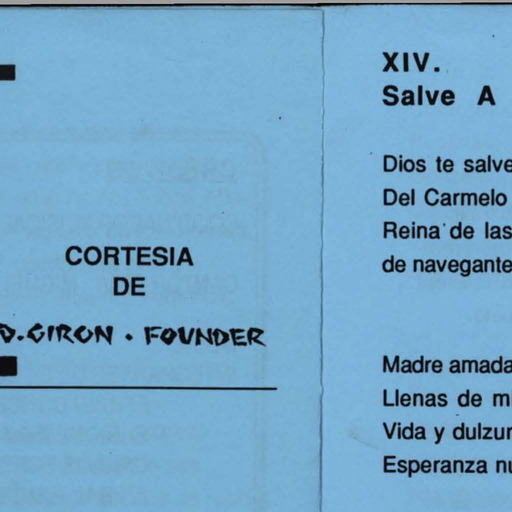 CORTESIA
DE
D.GIRON . FOUNDER
XIV.
Salve A
Dios te salve
Del Carmelo
Reina de las
de navegante
Madre amada
Llenas de mi
Vida y dulzur
Esperanza nu